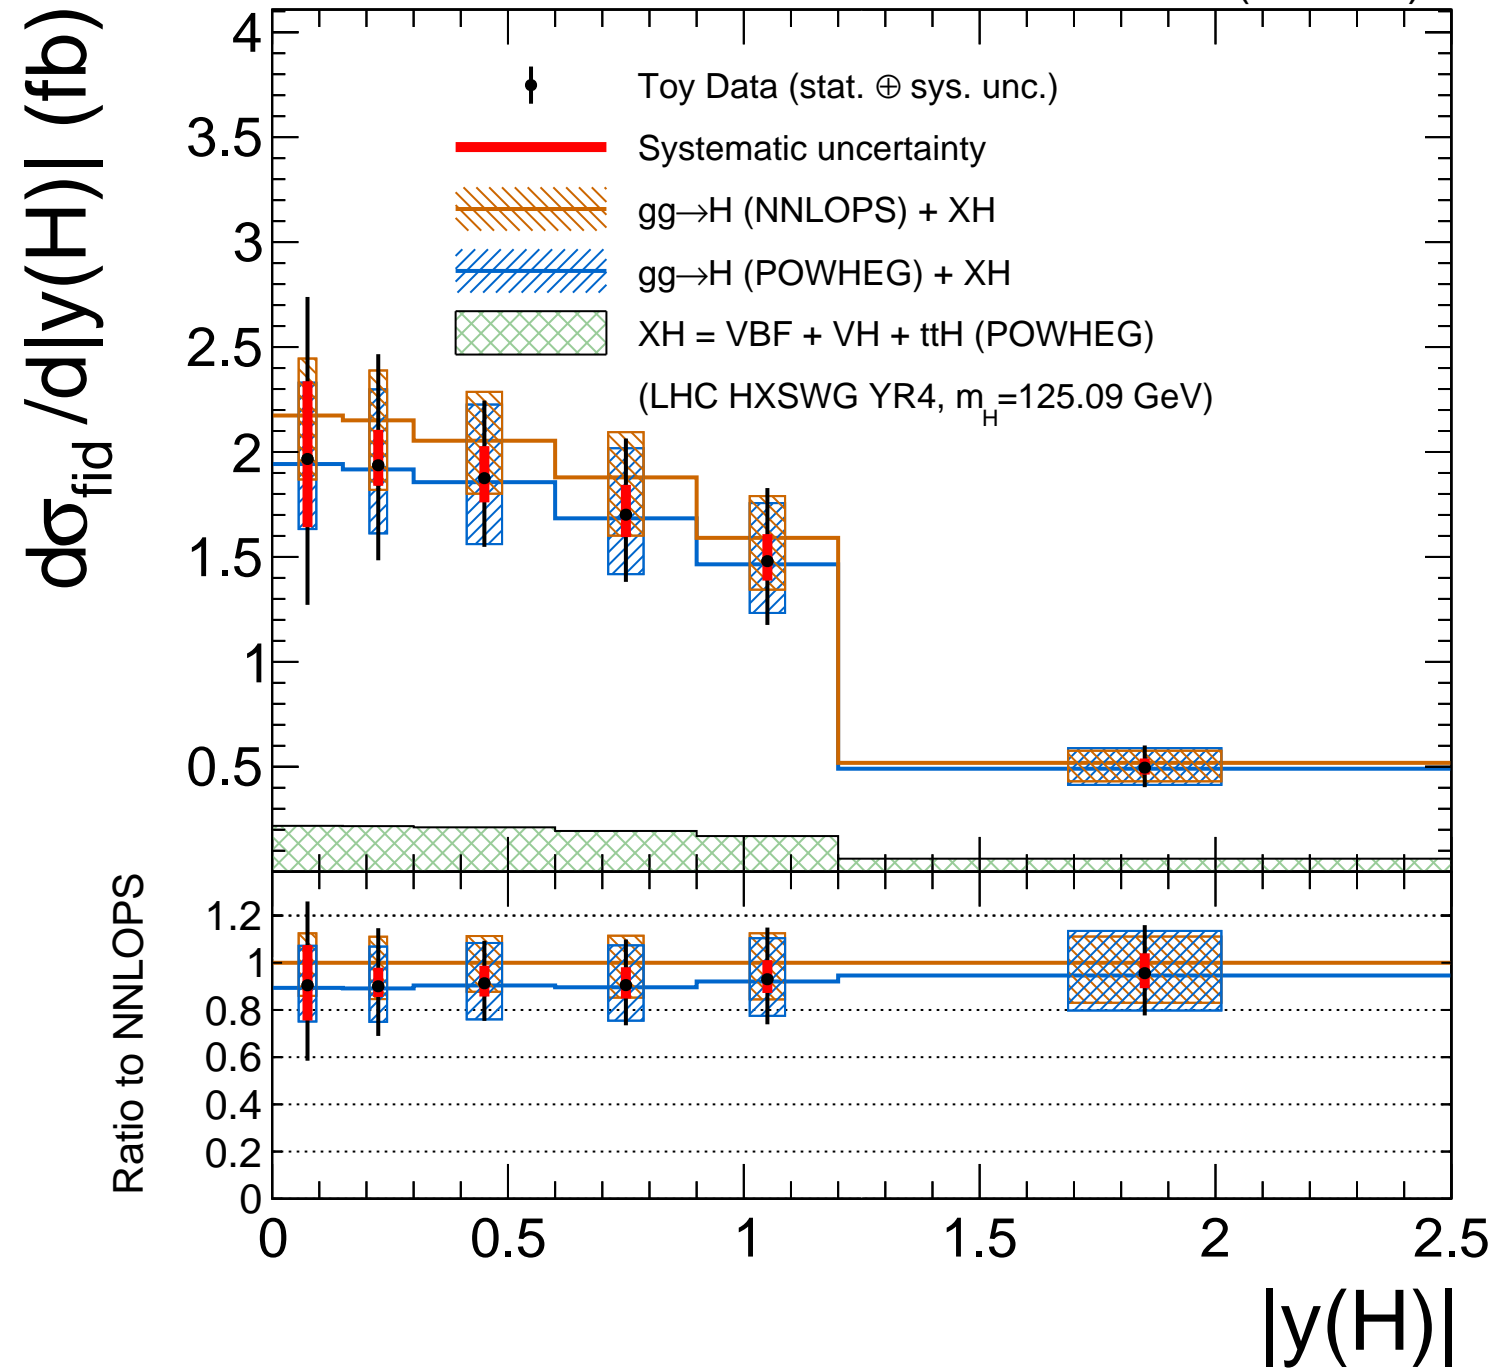 dσfid/d|y(H)| (fb)
4
3.5
3
2.5
2
1.5
1
0.5
Toy Data (stat. ⊕ sys. unc.)
Systematic uncertainty
gg→H (NNLOPS) + XH
gg→H (POWHEG) + XH
XH = VBF + VH + ttH (POWHEG)
(LHC HXSWG YR4, mH=125.09 GeV)
Ratio to NNLOPS
1.2
1
0.8
0.6
0.4
0.2
0
0 0.5 1 1.5 2 2.5
|y(H)|